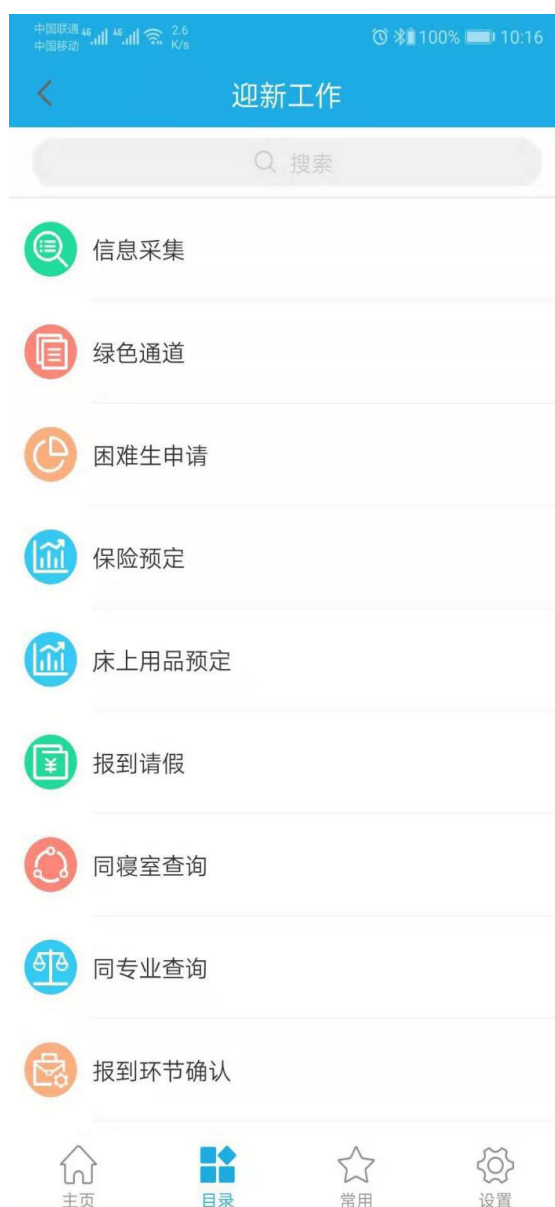 中国联通 4G 4G 2.6 100% 10:16
中国移动 K/s
迎新工作
搜索
信息采集
绿色通道
困难生申请
保险预定
床上用品预定
报到请假
¥
同寝室查询
同专业查询
报到环节确认
主页 目录 常用 设置